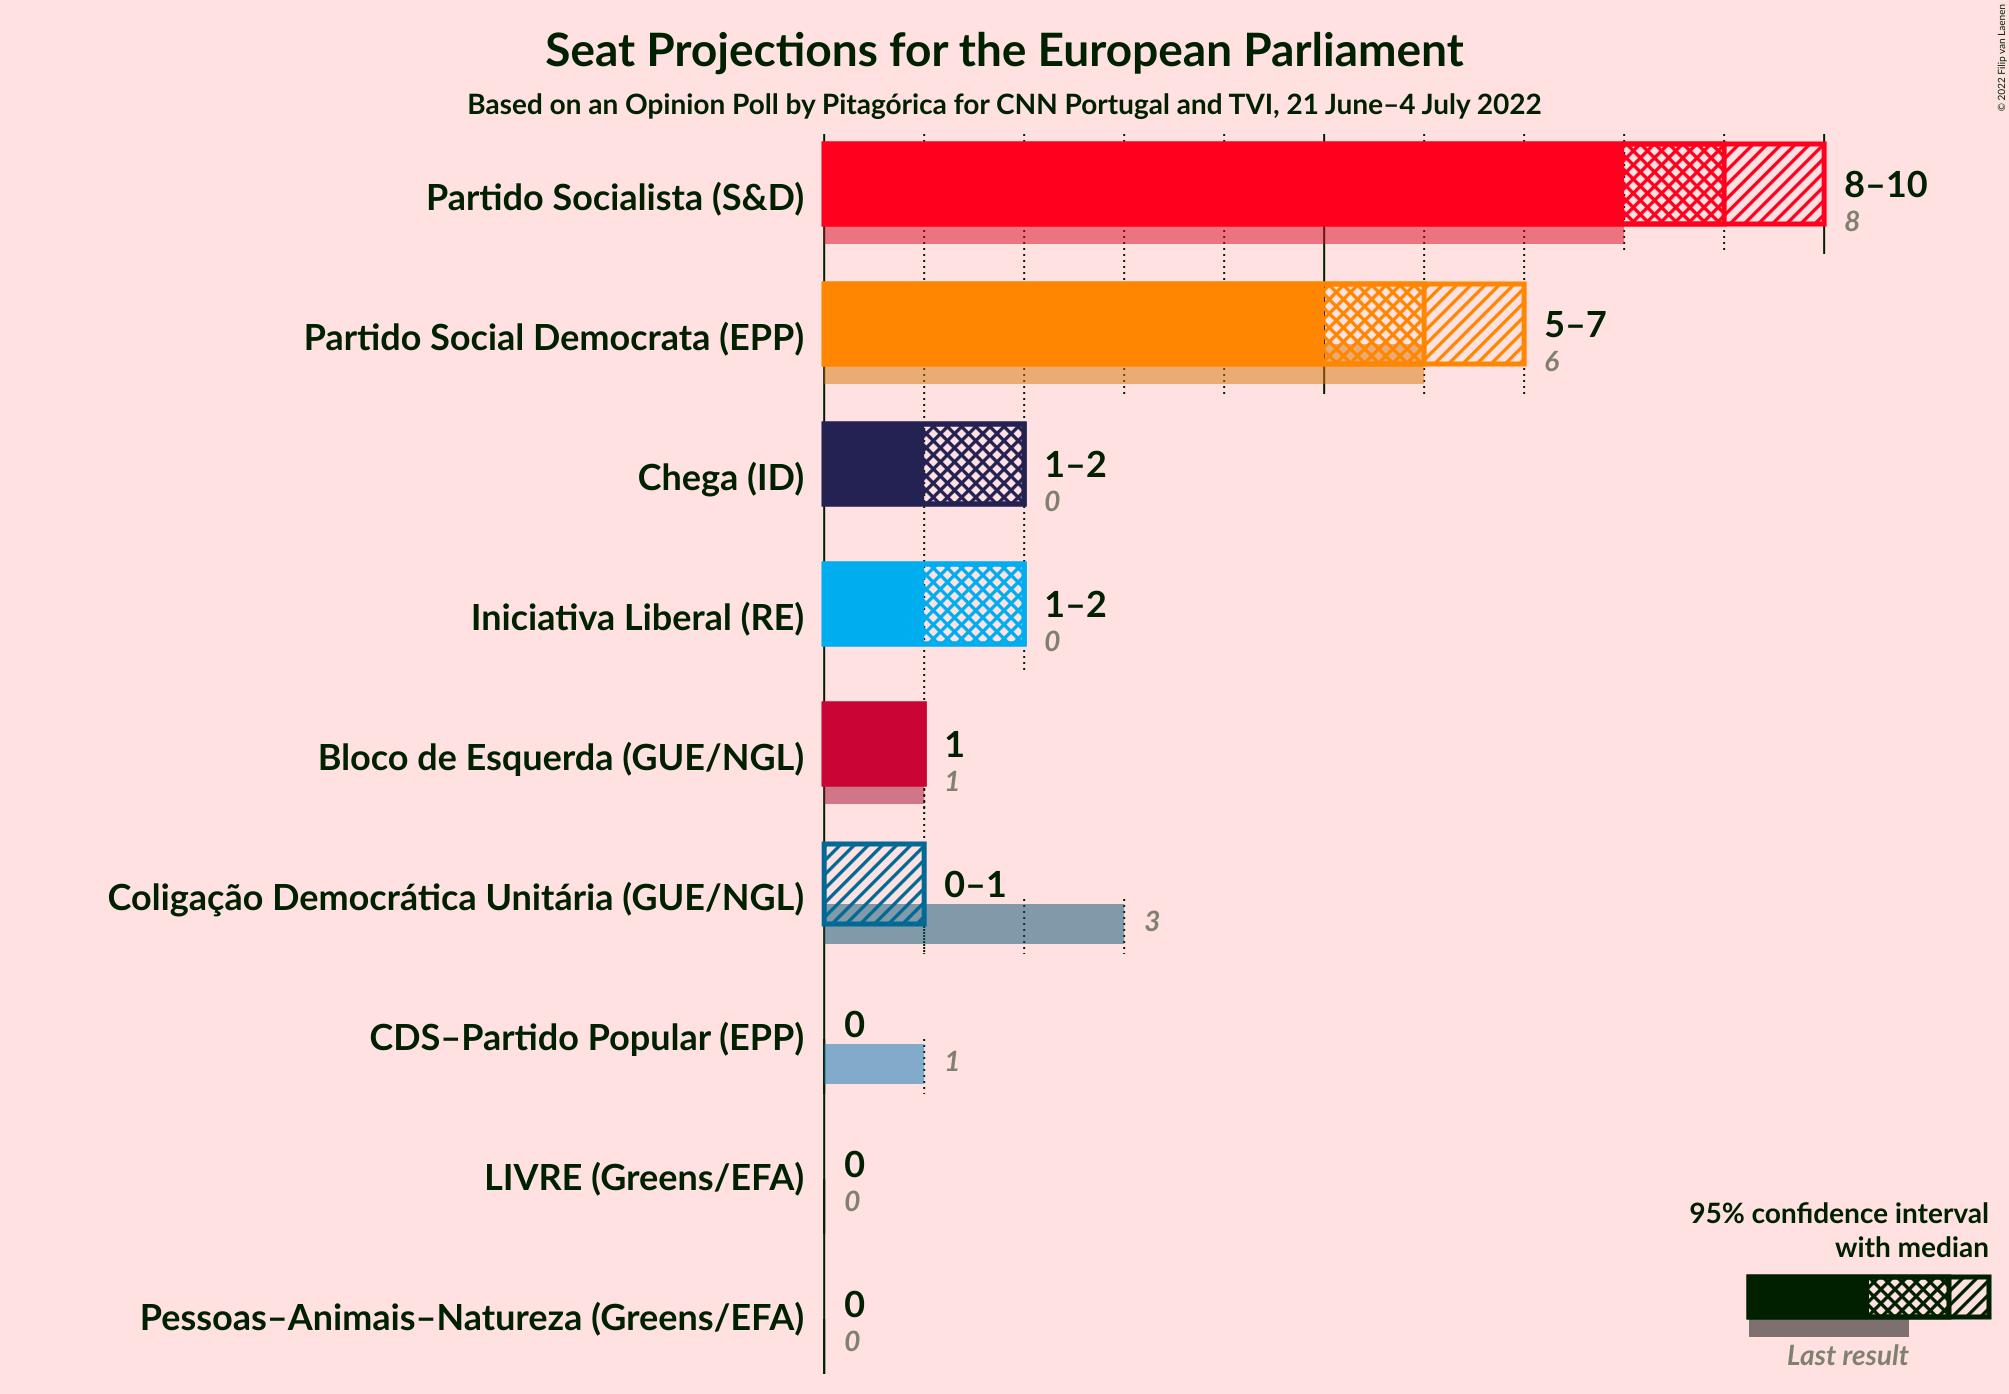 Seat Projections for the European Parliament
Based on an Opinion Poll by Pitagórica for CNN Portugal and TVI, 21 June–4 July 2022
© 2022 Filip van Laenen
Partido Socialista (S&D)
8–10
8
Partido Social Democrata (EPP)
5–7
6
Chega (ID)
1–2
0
Iniciativa Liberal (RE)
1–2
0
Bloco de Esquerda (GUE/NGL)
1
1
Coligação Democrática Unitária (GUE/NGL)
0–1
3
CDS–Partido Popular (EPP)
0
1
LIVRE (Greens/EFA)
0
0
Pessoas–Animais–Natureza (Greens/EFA)
0
0
95% confidence interval
with median
Last result